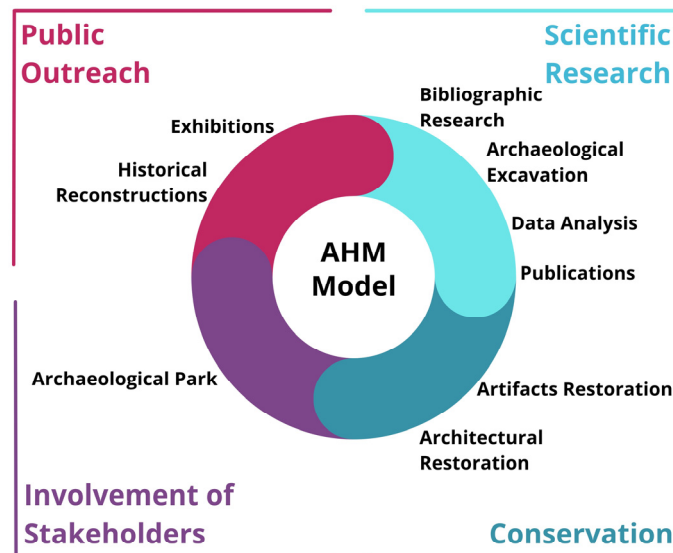 Public
Outreach
Scientific
Research
Bibliographic
Research
Exhibitions
Archaeological
Excavation
Historical
Reconstructions
Data Analysis
AHM
Model
Publications
Archaeological Park
Artifacts Restoration
Architectural
Restoration
Involvement of
Stakeholders
Conservation